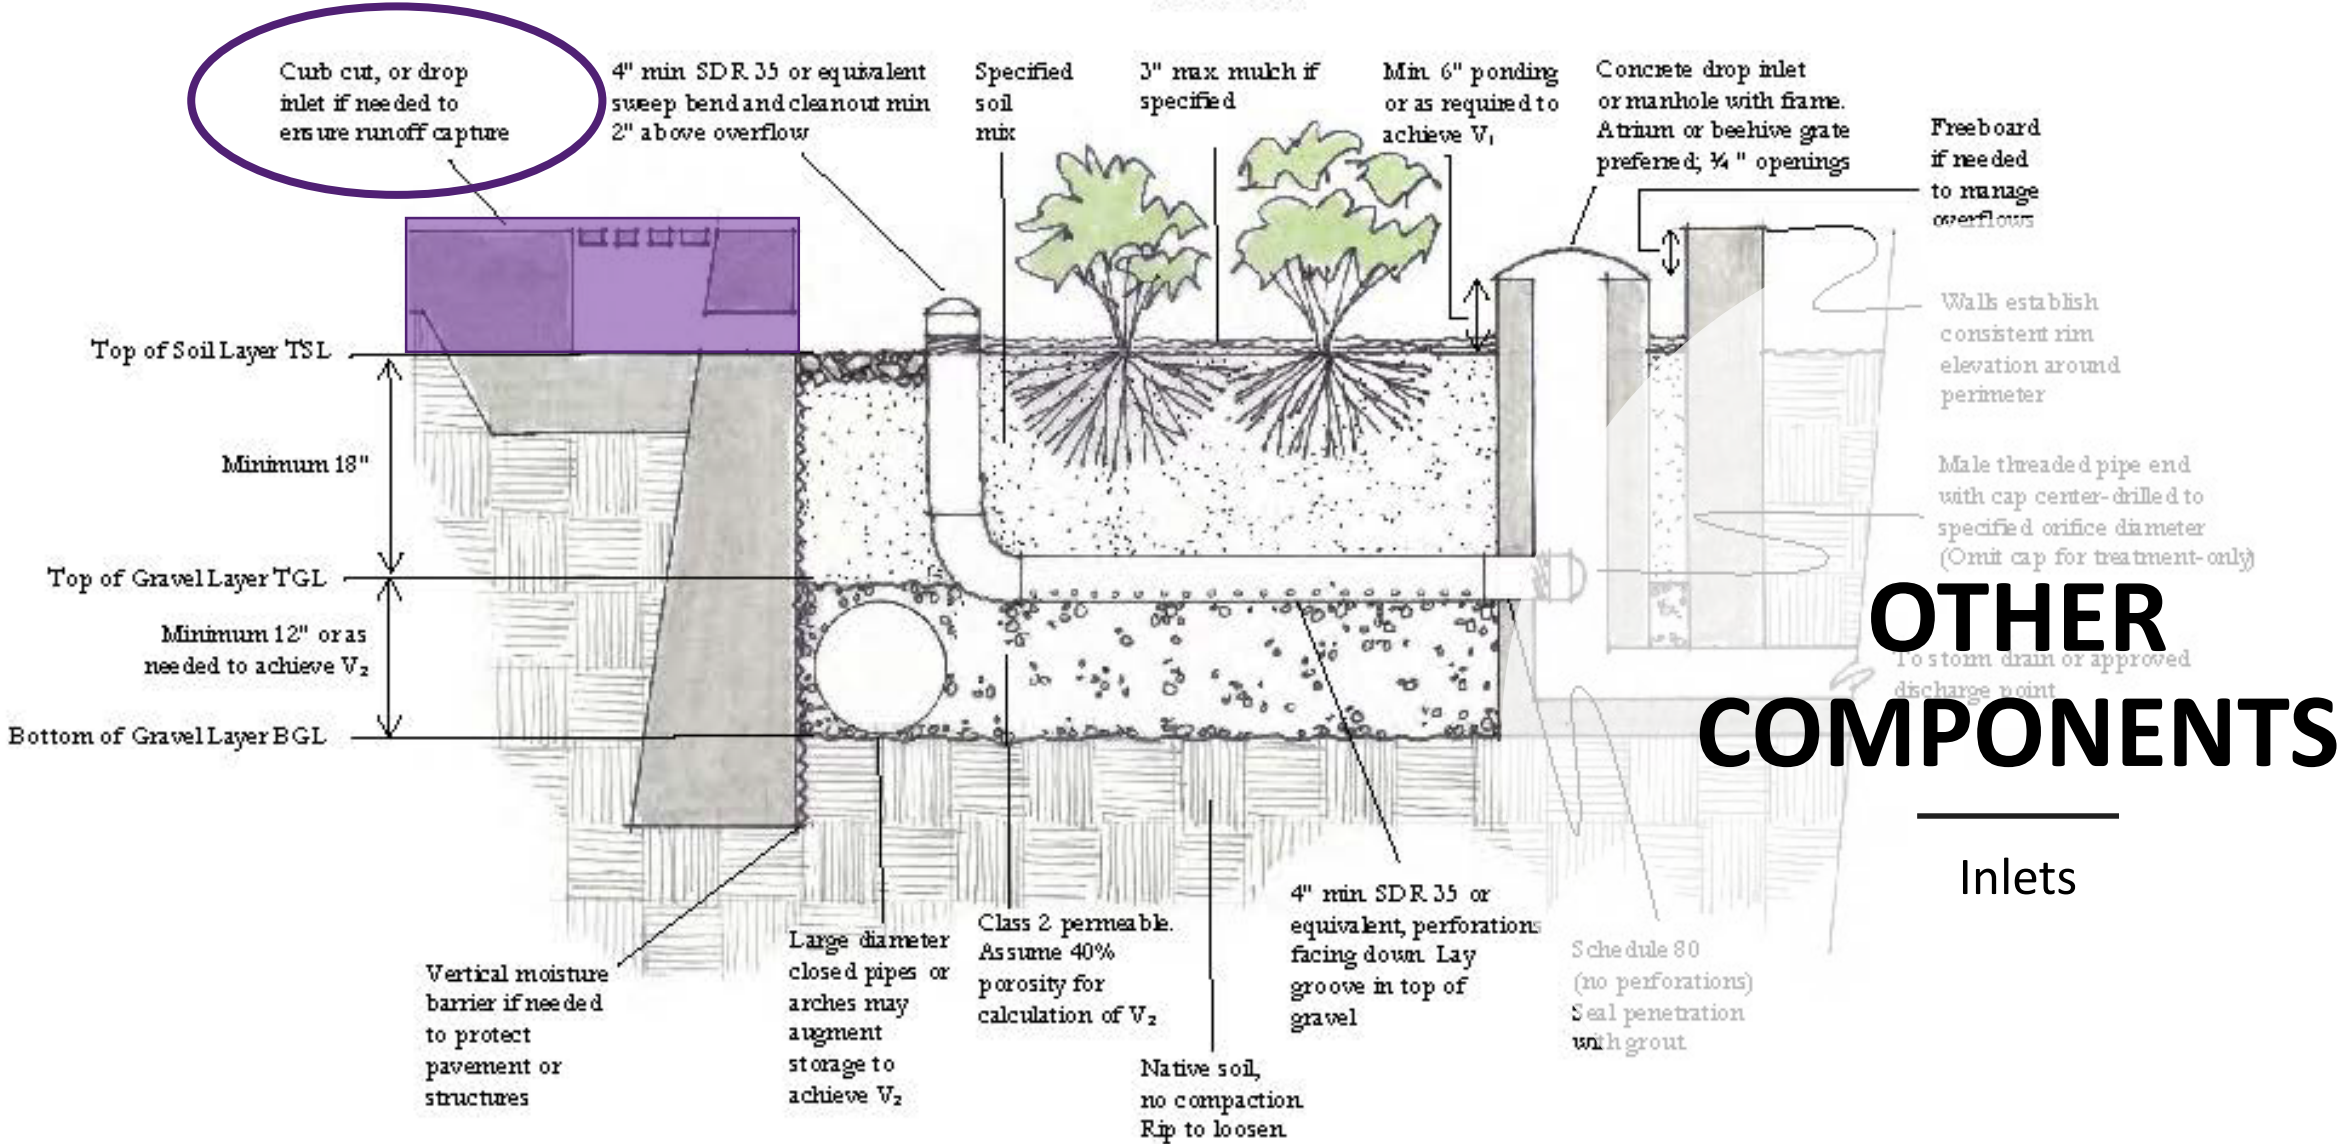 Curb cut, or drop
inlet if needed to
ensure runoff capture
4" min SDR 35 or equivalent
sweep bend and cleanout min
2" above overflow
Specified
soil
mix
3" max mulch if
specified
Min. 6" ponding
or as required to
achieve V₁
Concrete drop inlet
or manhole with frame.
Atrium or beehive grate
preferred; ¾ " openings
Freeboard
if needed
to manage
overflows
Walls establish
consistent rim
elevation around
perimeter
Top of Soil Layer TSL
Minimum 18"
Male threaded pipe end
with cap center-drilled to
specified orifice diameter
(Omit cap for treatment-only)
Top of Gravel Layer TGL
Minimum 12" or as
needed to achieve V₂
Bottom of Gravel Layer BGL
To storm drain or approved
discharge point
OTHER
COMPONENTS
Inlets
Vertical moisture
barrier if needed
to protect
pavement or
structures
Large diameter
closed pipes or
arches may
augment
storage to
achieve V₂
Class 2 permeable.
Assume 40%
porosity for
calculation of V₂
Native soil,
no compaction.
Rip to loosen.
4" min. SDR 35 or
equivalent, perforations
facing down. Lay
groove in top of
gravel
Schedule 80
(no perforations)
Seal penetration
with grout.